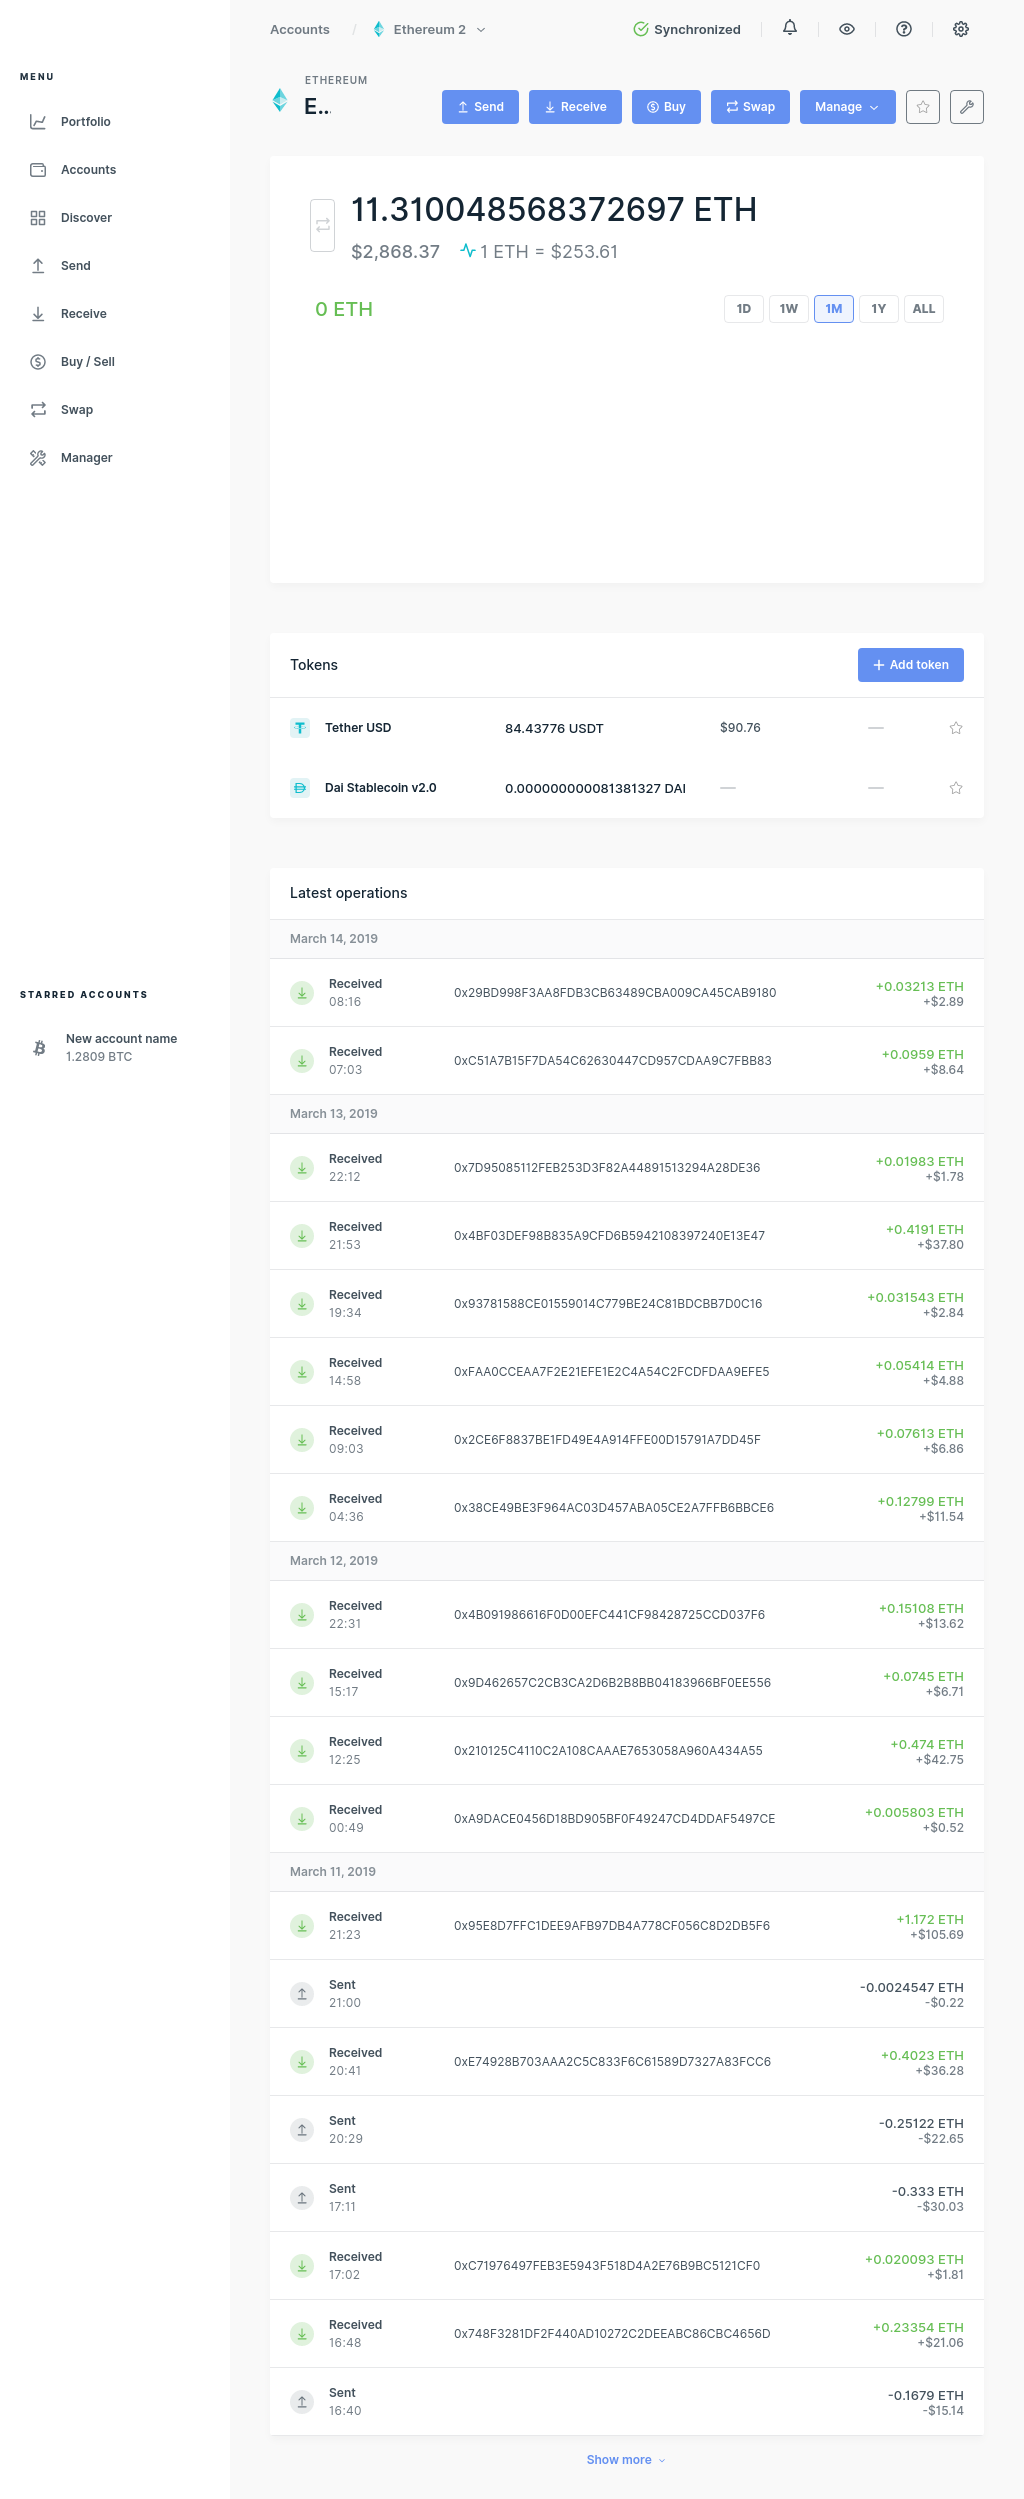 Accounts / Ethereum 2
Synchronized
MENU
Portfolio
Accounts
Discover
Send
Receive
Buy / Sell
Swap
Manager
STARRED ACCOUNTS
New account name
1.2809 BTC
ETHEREUM
E...
Send
Receive
Buy
Swap
Manage
11.310048568372697 ETH
$2,868.37 1 ETH = $253.61
0 ETH
1D 1W 1M 1Y ALL
Tokens
Add token
Tether USD 84.43776 USDT $90.76 —
Dai Stablecoin v2.0 0.000000000081381327 DAI — —
Latest operations
March 14, 2019
Received 0x29BD998F3AA8FDB3CB63489CBA009CA45CAB9180 +0.03213 ETH
08:16 +$2.89
Received 0xC51A7B15F7DA54C62630447CD957CDAA9C7FBB83 +0.0959 ETH
07:03 +$8.64
March 13, 2019
Received 0x7D95085112FEB253D3F82A44891513294A28DE36 +0.01983 ETH
22:12 +$1.78
Received 0x4BF03DEF98B835A9CFD6B5942108397240E13E47 +0.4191 ETH
21:53 +$37.80
Received 0x93781588CE01559014C779BE24C81BDCBB7D0C16 +0.031543 ETH
19:34 +$2.84
Received 0xFAA0CCEAA7F2E21EFE1E2C4A54C2FCDFDAA9EFE5 +0.05414 ETH
14:58 +$4.88
Received 0x2CE6F8837BE1FD49E4A914FFE00D15791A7DD45F +0.07613 ETH
09:03 +$6.86
Received 0x38CE49BE3F964AC03D457ABA05CE2A7FFB6BBCE6 +0.12799 ETH
04:36 +$11.54
March 12, 2019
Received 0x4B091986616F0D00EFC441CF98428725CCD037F6 +0.15108 ETH
22:31 +$13.62
Received 0x9D462657C2CB3CA2D6B2B8BB04183966BF0EE556 +0.0745 ETH
15:17 +$6.71
Received 0x210125C4110C2A108CAAAE7653058A960A434A55 +0.474 ETH
12:25 +$42.75
Received 0xA9DACE0456D18BD905BF0F49247CD4DDAF5497CE +0.005803 ETH
00:49 +$0.52
March 11, 2019
Received 0x95E8D7FFC1DEE9AFB97DB4A778CF056C8D2DB5F6 +1.172 ETH
21:23 +$105.69
Sent -0.0024547 ETH
21:00 -$0.22
Received 0xE74928B703AAA2C5C833F6C61589D7327A83FCC6 +0.4023 ETH
20:41 +$36.28
Sent -0.25122 ETH
20:29 -$22.65
Sent -0.333 ETH
17:11 -$30.03
Received 0xC71976497FEB3E5943F518D4A2E76B9BC5121CF0 +0.020093 ETH
17:02 +$1.81
Received 0x748F3281DF2F440AD10272C2DEEABC86CBC4656D +0.23354 ETH
16:48 +$21.06
Sent -0.1679 ETH
16:40 -$15.14
Show more